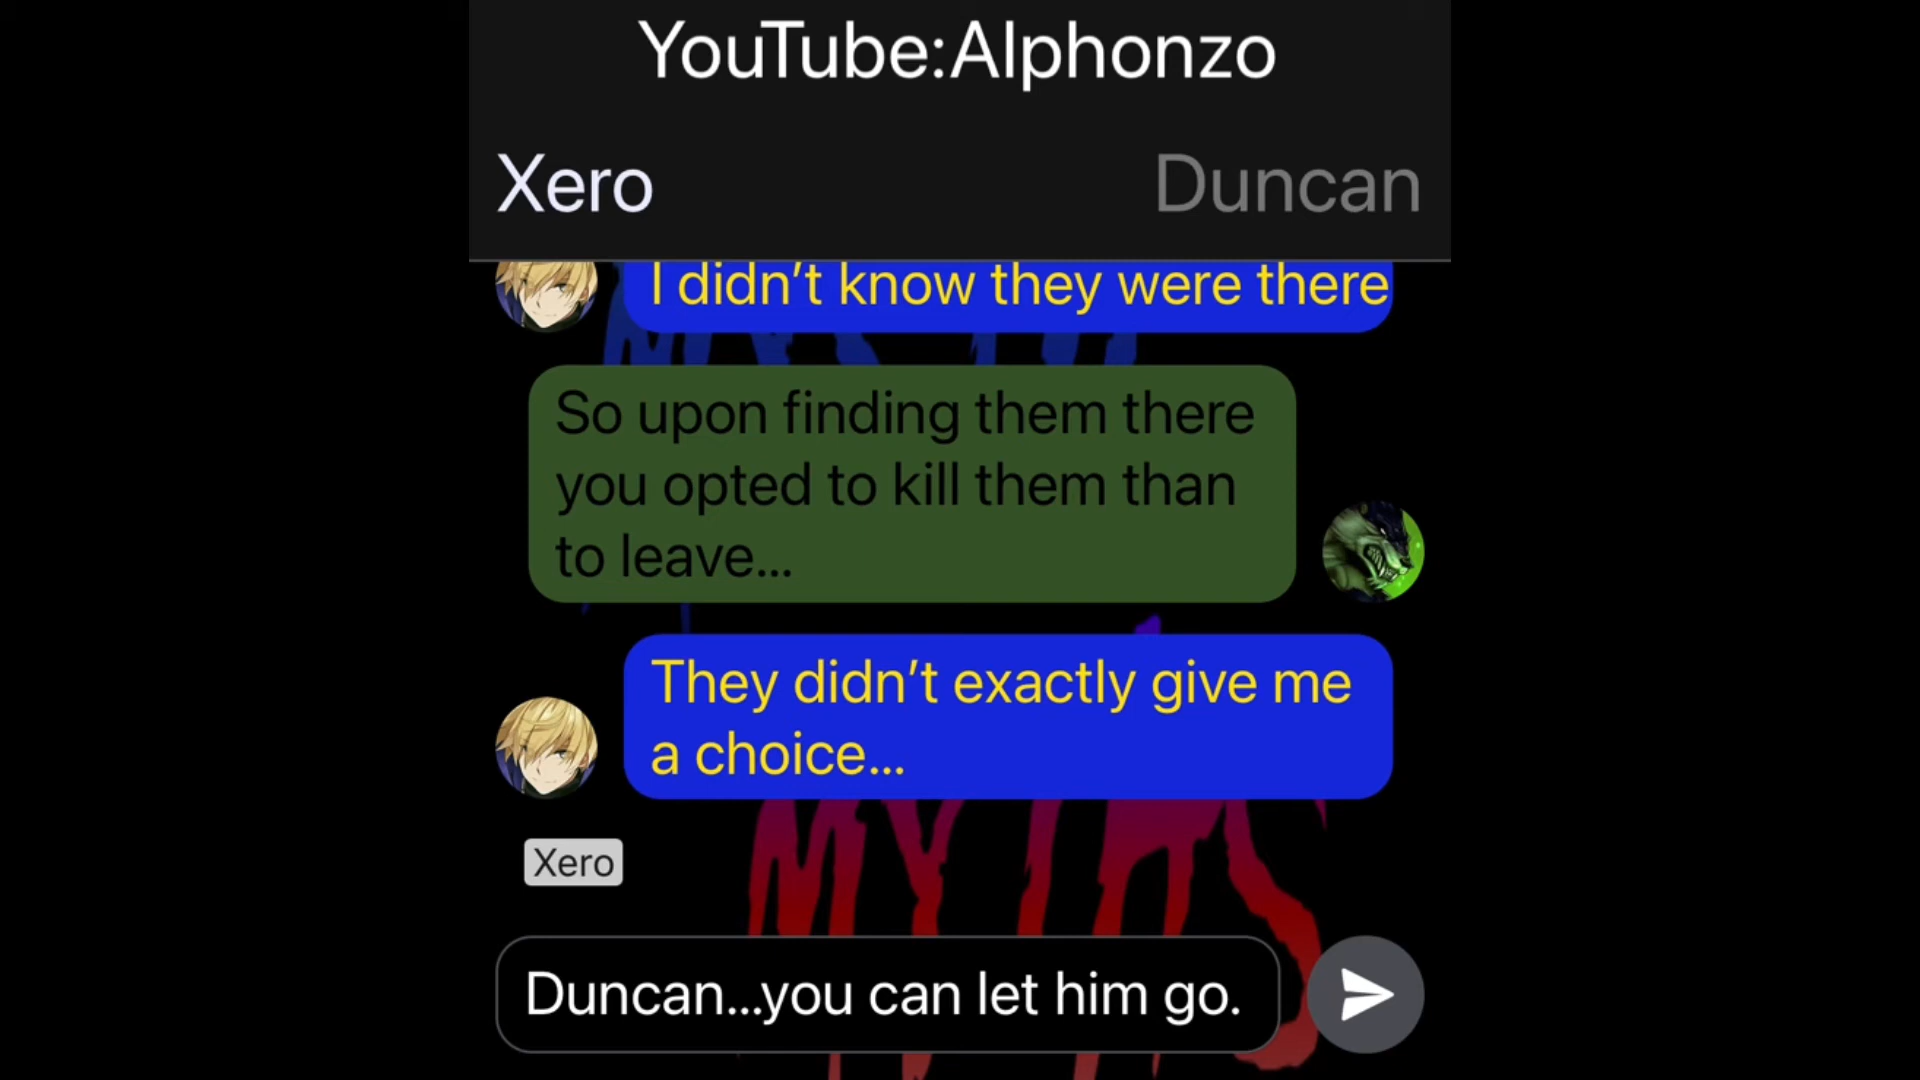 YouTube:Alphonzo
Xero
Duncan
I didn’t know they were there
So upon finding them there
you opted to kill them than
to leave...
They didn’t exactly give me
a choice...
MYTHS
Xero
Duncan...you can let him go.